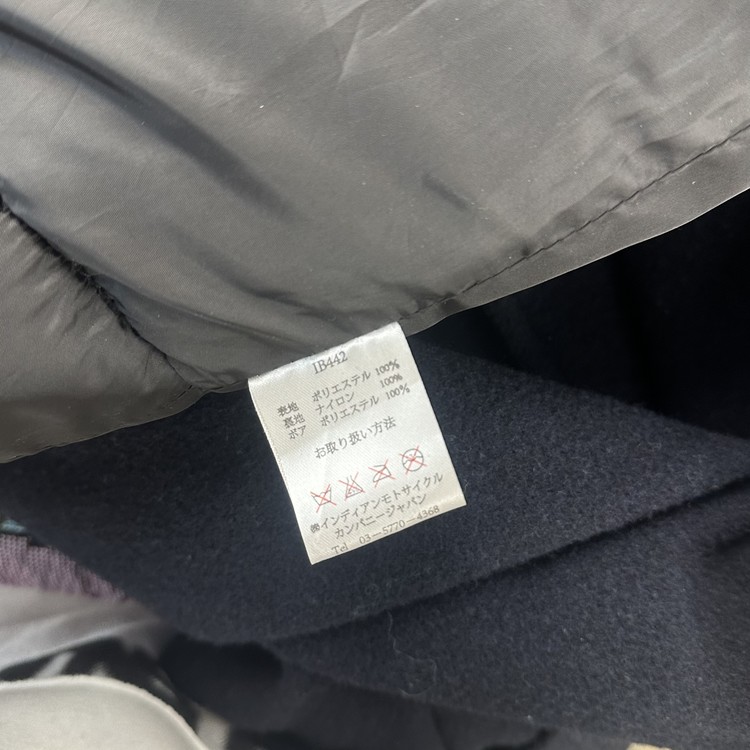 IB442
表地 ポリエステル 100%
裏地 ナイロン 100%
ボア ポリエステル 100%
お取り扱い方法
㈱インディアンモトサイクル
カンパニージャパン
Tel 03-5770-4368